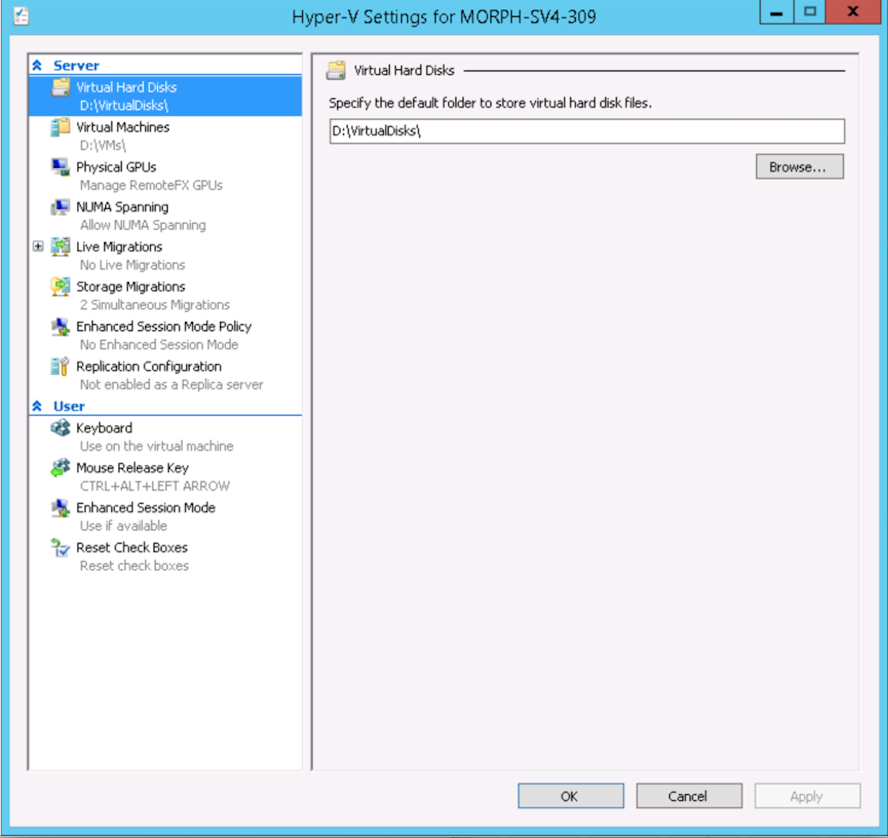 Hyper-V Settings for MORPH-SV4-309
Server
Virtual Hard Disks
D:\VirtualDisks\
Virtual Machines
D:\VMs\
Physical GPUs
Manage RemoteFX GPUs
NUMA Spanning
Allow NUMA Spanning
Live Migrations
No Live Migrations
Storage Migrations
2 Simultaneous Migrations
Enhanced Session Mode Policy
No Enhanced Session Mode
Replication Configuration
Not enabled as a Replica server
User
Keyboard
Use on the virtual machine
Mouse Release Key
CTRL+ALT+LEFT ARROW
Enhanced Session Mode
Use if available
Reset Check Boxes
Reset check boxes
Virtual Hard Disks
Specify the default folder to store virtual hard disk files.
D:\VirtualDisks\
Browse...
OK
Cancel
Apply